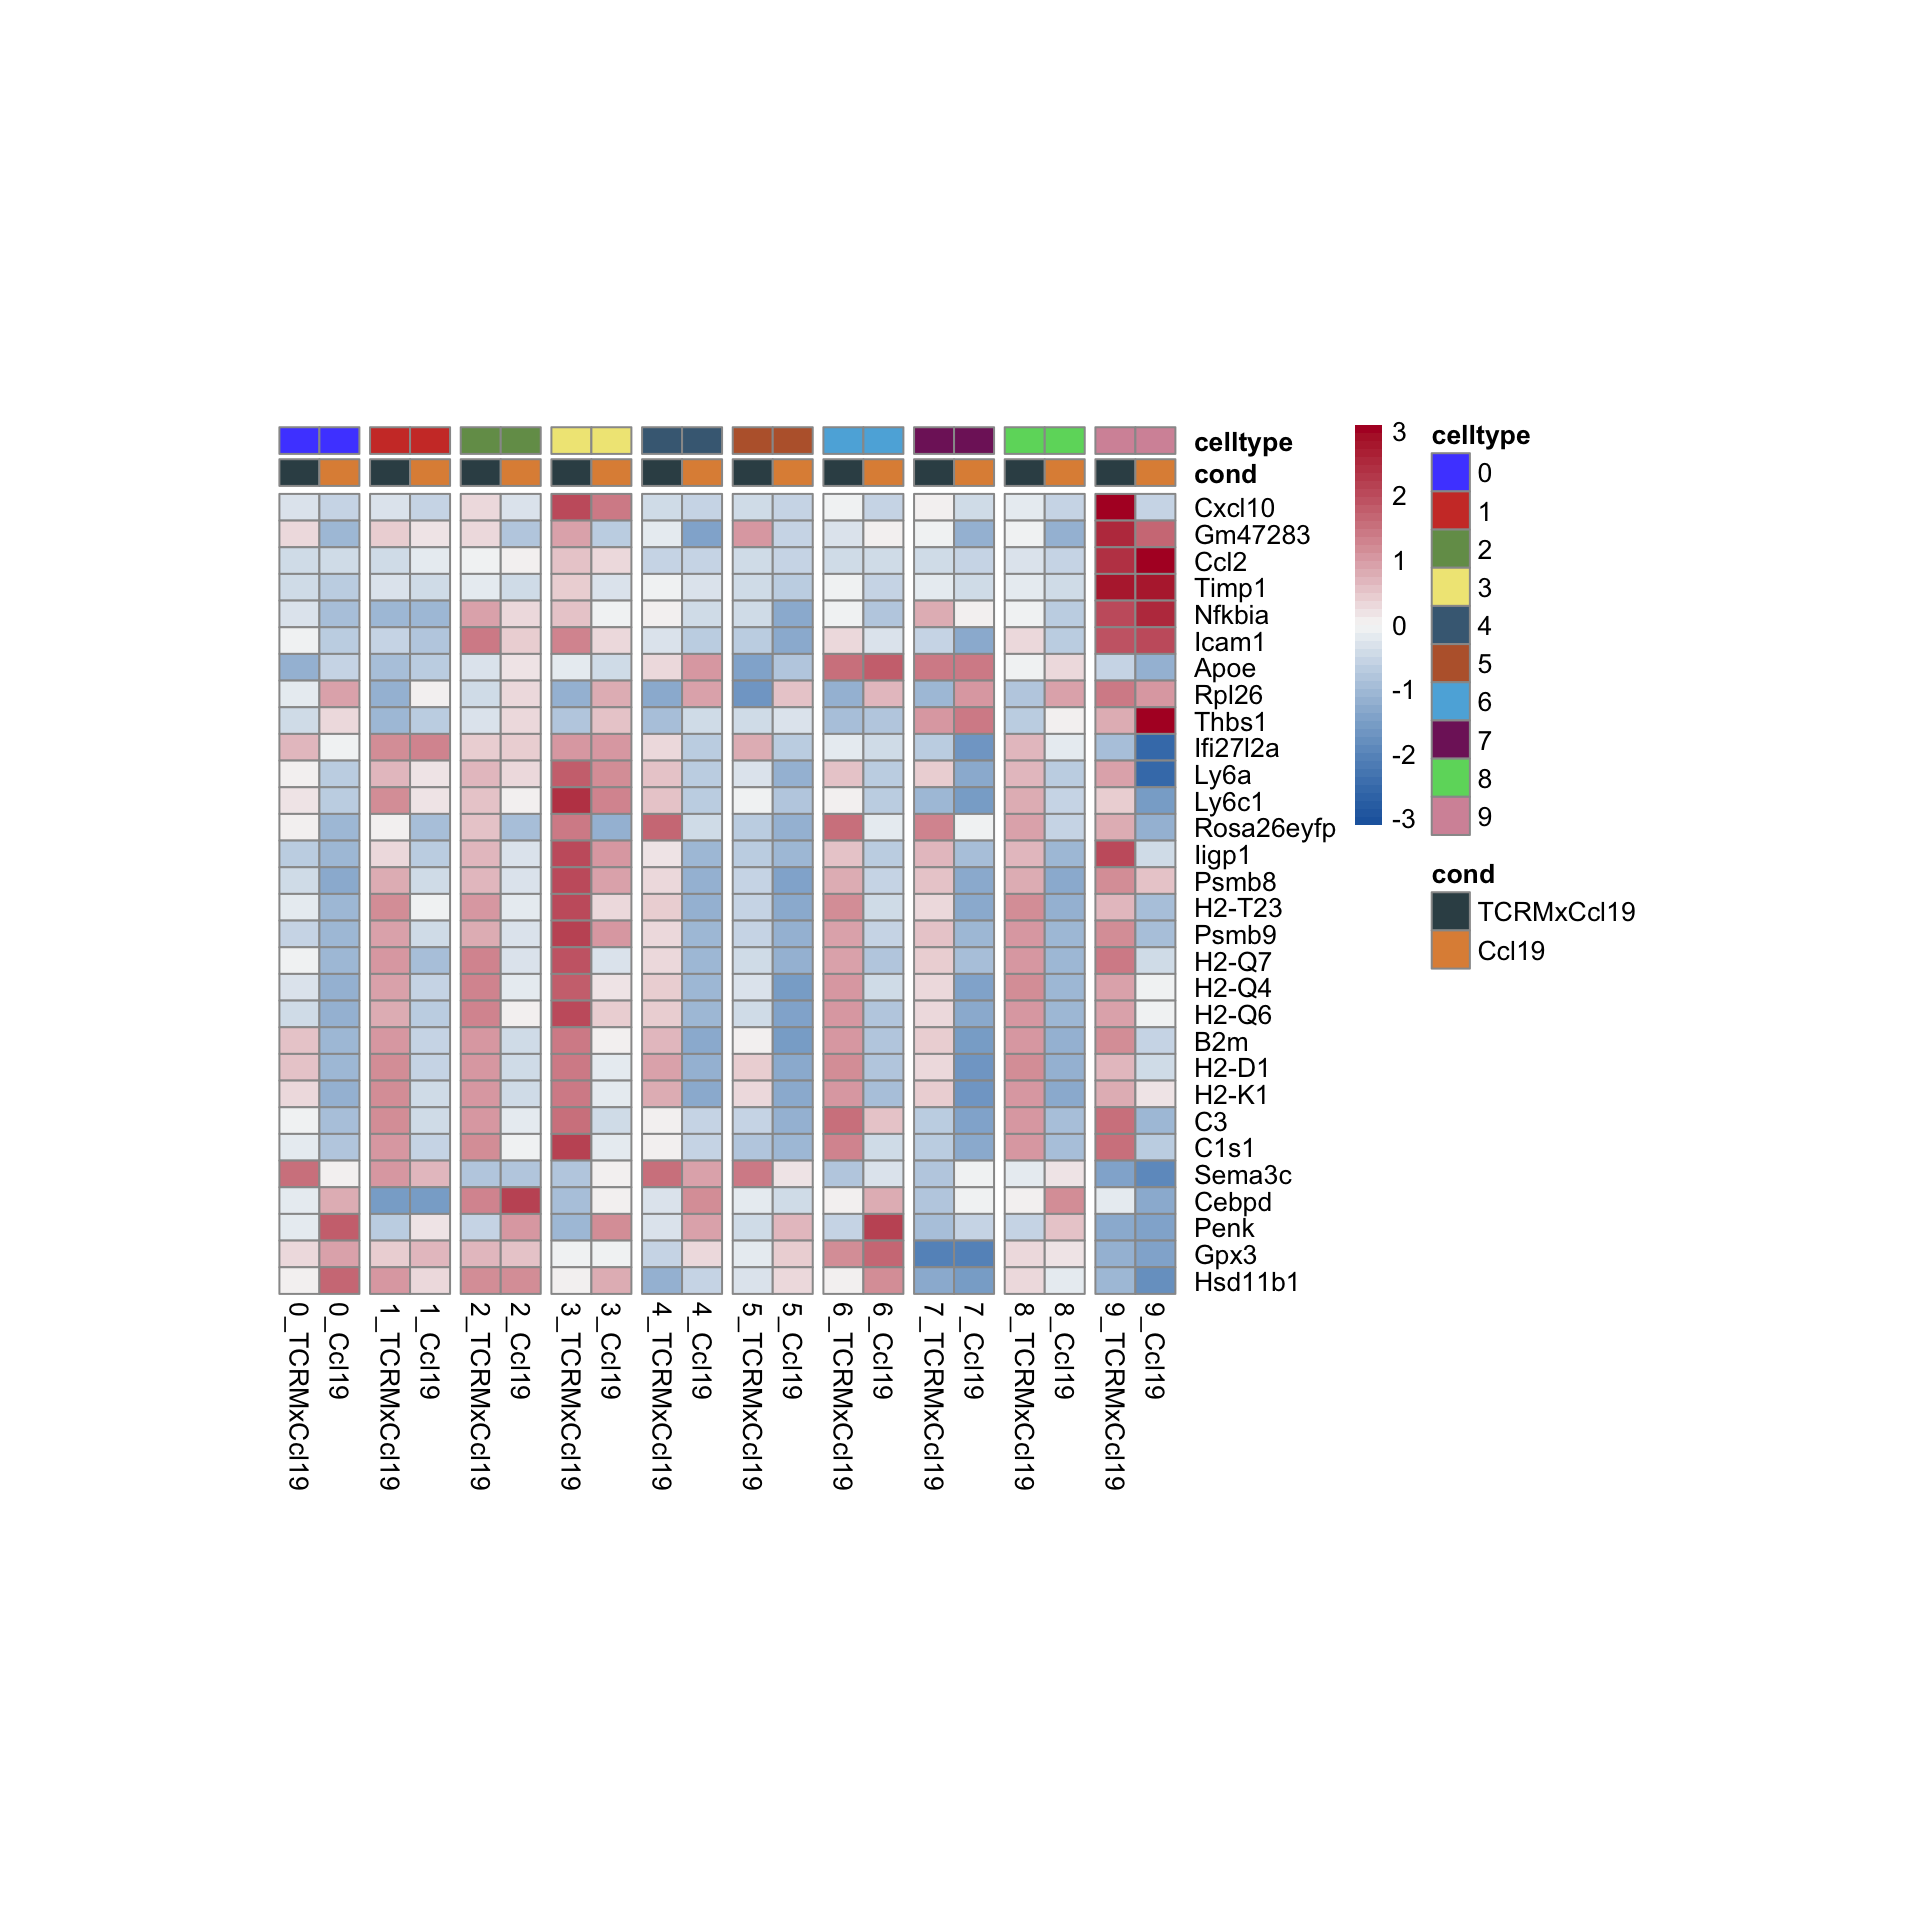 celltype
cond
Cxcl10
Gm47283
Ccl2
Timp1
Nfkbia
Icam1
Apoe
Rpl26
Thbs1
Ifi27l2a
Ly6a
Ly6c1
Rosa26eyfp
Iigp1
Psmb8
H2-T23
Psmb9
H2-Q7
H2-Q4
H2-Q6
B2m
H2-D1
H2-K1
C3
C1s1
Sema3c
Cebpd
Penk
Gpx3
Hsd11b1
0_TCRMxCcl19
0_Ccl19
1_TCRMxCcl19
1_Ccl19
2_TCRMxCcl19
2_Ccl19
3_TCRMxCcl19
3_Ccl19
4_TCRMxCcl19
4_Ccl19
5_TCRMxCcl19
5_Ccl19
6_TCRMxCcl19
6_Ccl19
7_TCRMxCcl19
7_Ccl19
8_TCRMxCcl19
8_Ccl19
9_TCRMxCcl19
9_Ccl19
3
2
1
0
-1
-2
-3
celltype
0
1
2
3
4
5
6
7
8
9
cond
TCRMxCcl19
Ccl19